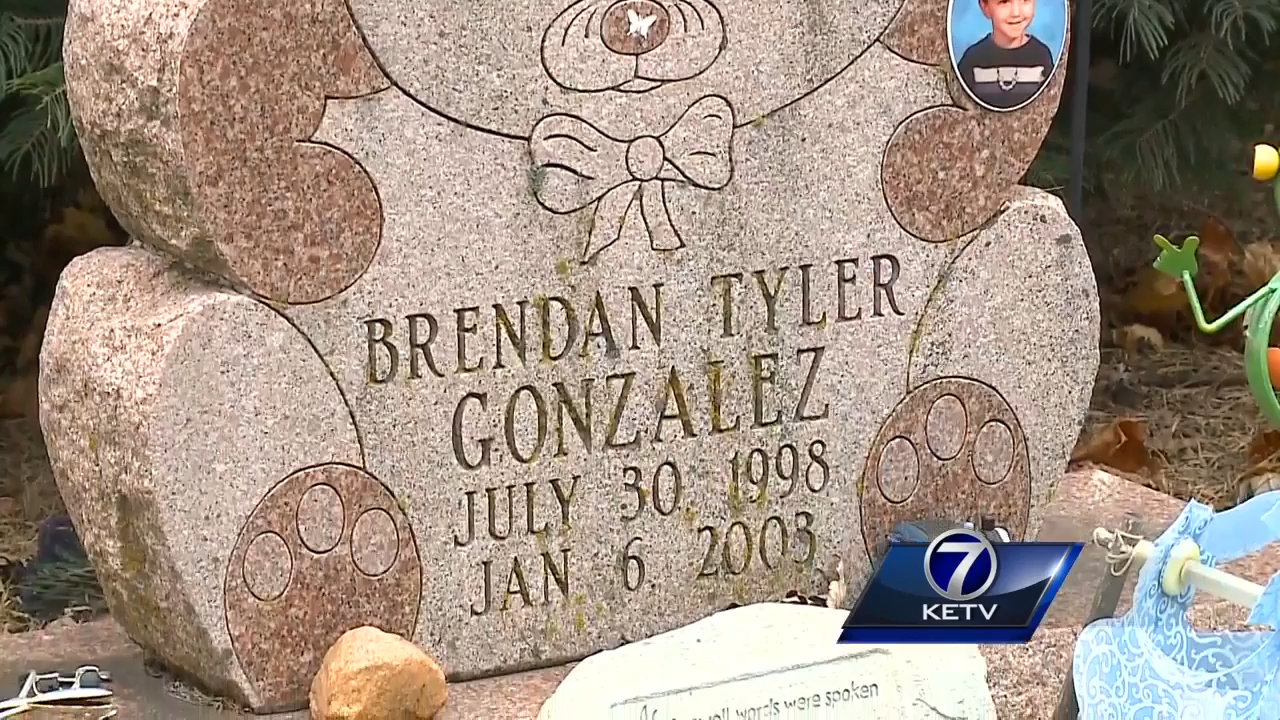 BRENDAN TYLER
GONZALEZ
JULY 30, 1998
JAN 6 2003
7
KETV
words were spoken